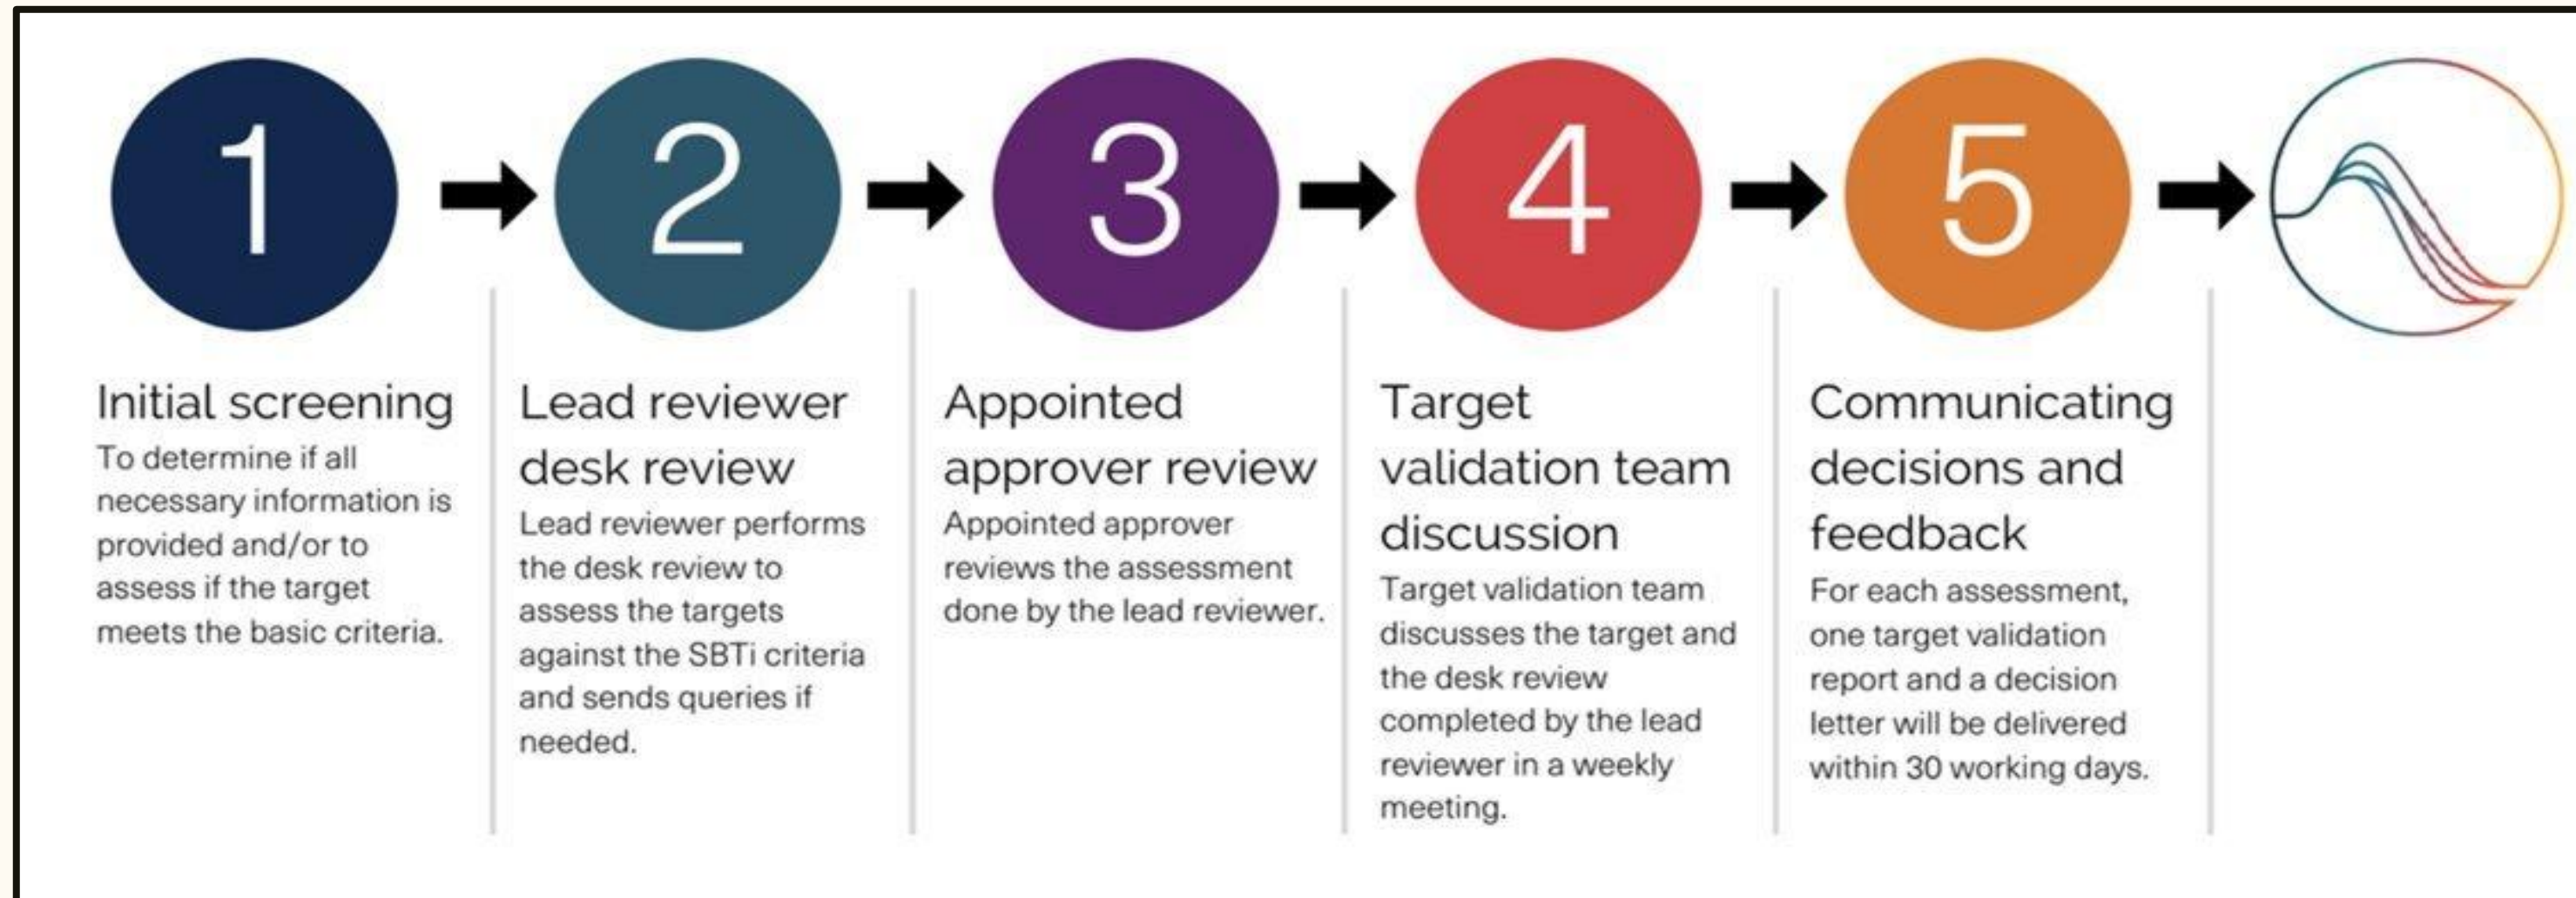 1
Initial screening
To determine if all
necessary information is
provided and/or to
assess if the target
meets the basic criteria.
2
Lead reviewer
desk review
Lead reviewer performs
the desk review to
assess the targets
against the SBTi criteria
and sends queries if
needed.
3
Appointed
approver review
Appointed approver
reviews the assessment
done by the lead reviewer.
4
Target
validation team
discussion
Target validation team
discusses the target and
the desk review
completed by the lead
reviewer in a weekly
meeting.
5
Communicating
decisions and
feedback
For each assessment,
one target validation
report and a decision
letter will be delivered
within 30 working days.